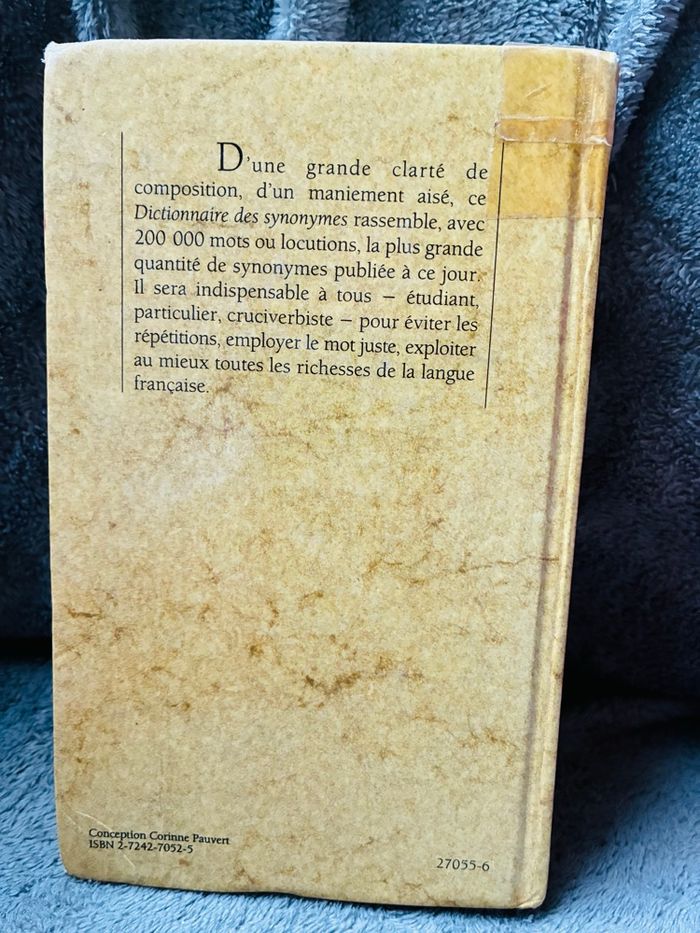 D'une grande clarté de
composition, d'un maniement aisé, ce
Dictionnaire des synonymes rassemble, avec
200 000 mots ou locutions, la plus grande
quantité de synonymes publiée à ce jour.
Il sera indispensable à tous – étudiant,
particulier, cruciverbiste – pour éviter les
répétitions, employer le mot juste, exploiter
au mieux toutes les richesses de la langue
française.
Conception Corinne Pauvert
ISBN 2-7242-7052-5
27055-6